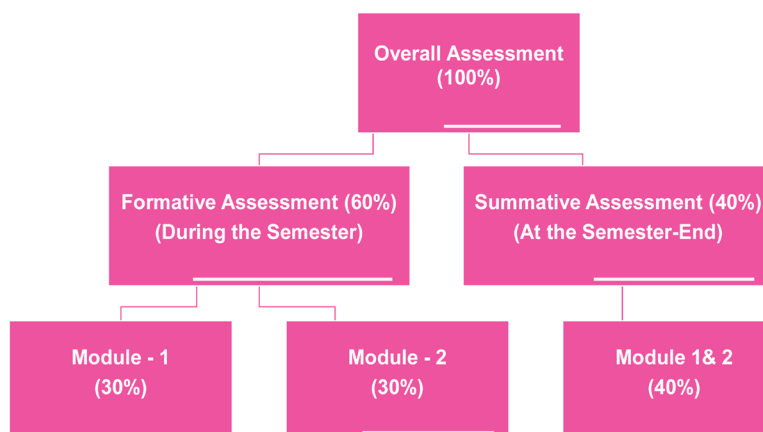 Overall Assessment
(100%)
Formative Assessment (60%)
(During the Semester)
Summative Assessment (40%)
(At the Semester-End)
Module - 1
(30%)
Module - 2
(30%)
Module 1& 2
(40%)